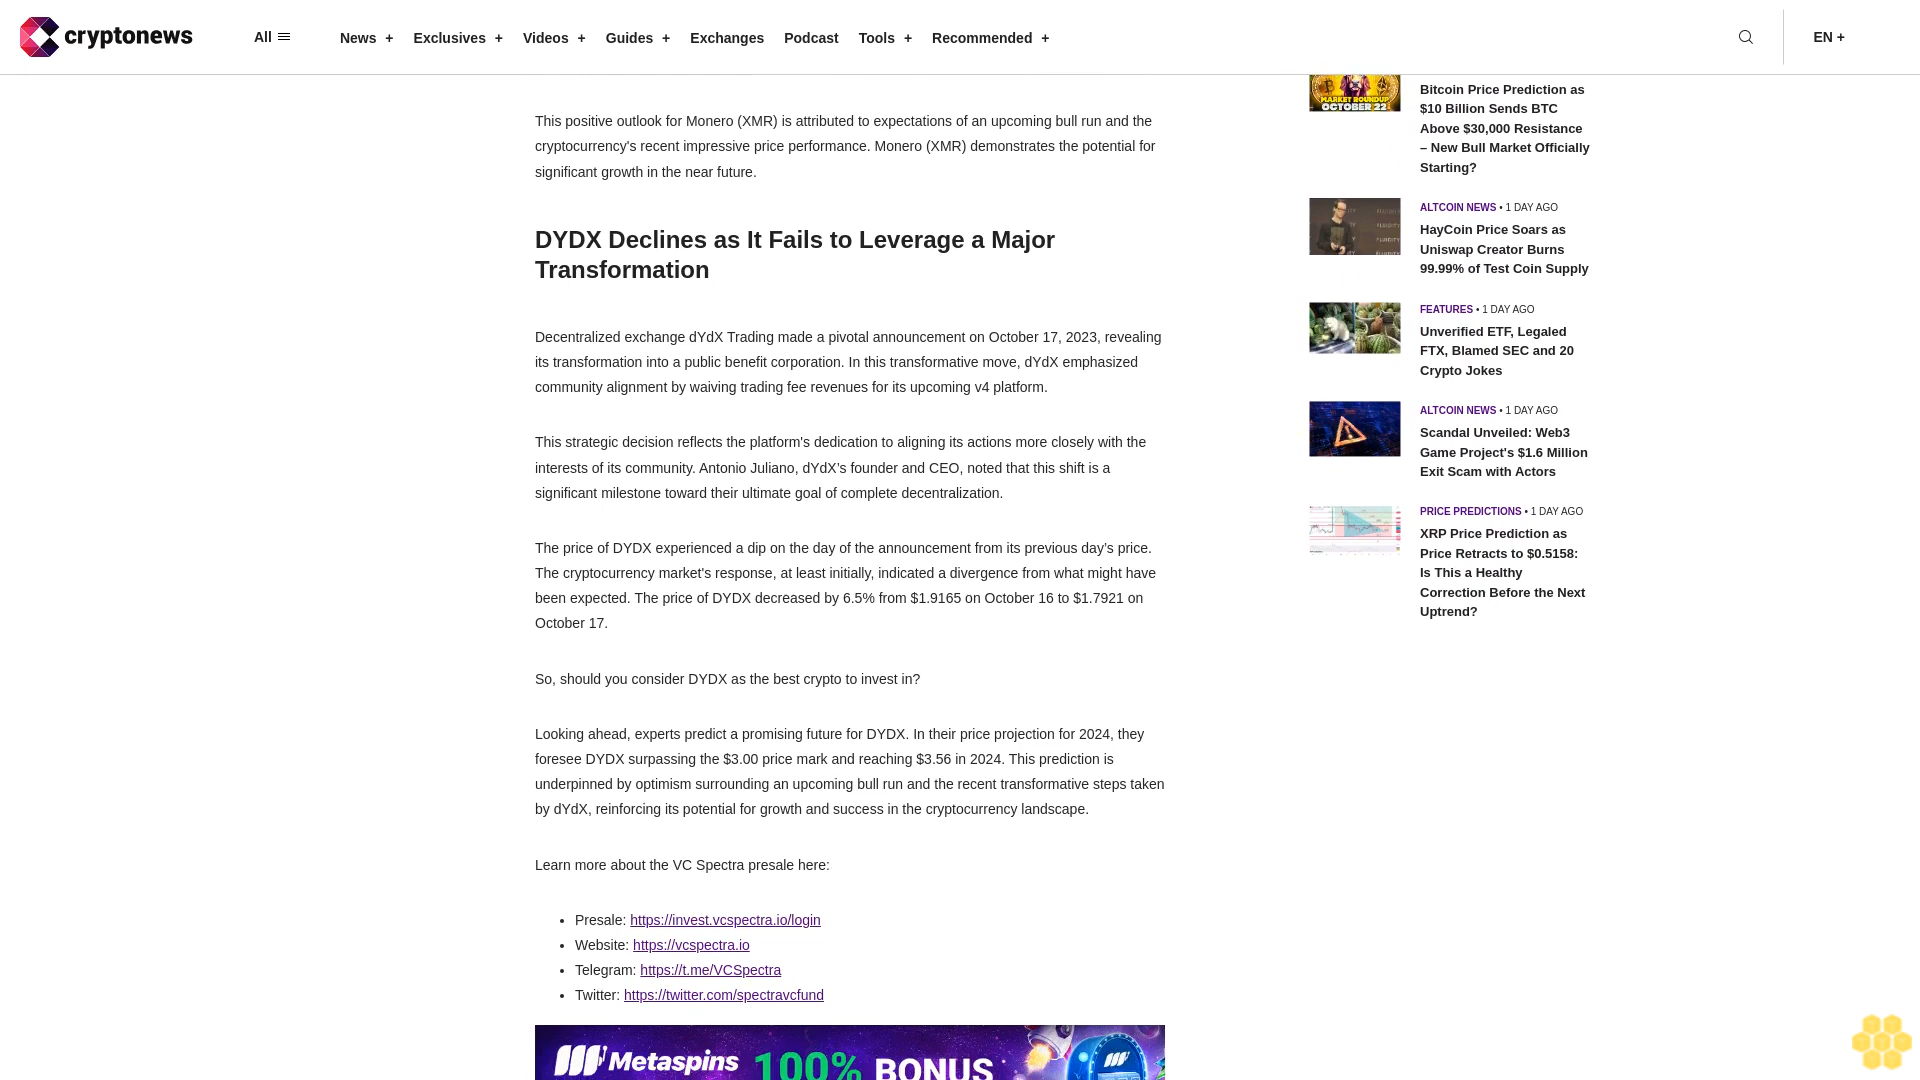 cryptonews
All
News +
Exclusives +
Videos +
Guides +
Exchanges
Podcast
Tools +
Recommended +
EN +
This positive outlook for Monero (XMR) is attributed to expectations of an upcoming bull run and the
cryptocurrency's recent impressive price performance. Monero (XMR) demonstrates the potential for
significant growth in the near future.
DYDX Declines as It Fails to Leverage a Major
Transformation
Decentralized exchange dYdX Trading made a pivotal announcement on October 17, 2023, revealing
its transformation into a public benefit corporation. In this transformative move, dYdX emphasized
community alignment by waiving trading fee revenues for its upcoming v4 platform.
This strategic decision reflects the platform's dedication to aligning its actions more closely with the
interests of its community. Antonio Juliano, dYdX’s founder and CEO, noted that this shift is a
significant milestone toward their ultimate goal of complete decentralization.
The price of DYDX experienced a dip on the day of the announcement from its previous day’s price.
The cryptocurrency market's response, at least initially, indicated a divergence from what might have
been expected. The price of DYDX decreased by 6.5% from $1.9165 on October 16 to $1.7921 on
October 17.
So, should you consider DYDX as the best crypto to invest in?
Looking ahead, experts predict a promising future for DYDX. In their price projection for 2024, they
foresee DYDX surpassing the $3.00 price mark and reaching $3.56 in 2024. This prediction is
underpinned by optimism surrounding an upcoming bull run and the recent transformative steps taken
by dYdX, reinforcing its potential for growth and success in the cryptocurrency landscape.
Learn more about the VC Spectra presale here:
• Presale: https://invest.vcspectra.io/login
• Website: https://vcspectra.io
• Telegram: https://t.me/VCSpectra
• Twitter: https://twitter.com/spectravcfund
Metaspins 100% BONUS
MARKET ROUNDUP
OCTOBER 22
Bitcoin Price Prediction as
$10 Billion Sends BTC
Above $30,000 Resistance
– New Bull Market Officially
Starting?
ALTCOIN NEWS • 1 DAY AGO
HayCoin Price Soars as
Uniswap Creator Burns
99.99% of Test Coin Supply
FEATURES • 1 DAY AGO
Unverified ETF, Legaled
FTX, Blamed SEC and 20
Crypto Jokes
ALTCOIN NEWS • 1 DAY AGO
Scandal Unveiled: Web3
Game Project's $1.6 Million
Exit Scam with Actors
PRICE PREDICTIONS • 1 DAY AGO
XRP Price Prediction as
Price Retracts to $0.5158:
Is This a Healthy
Correction Before the Next
Uptrend?